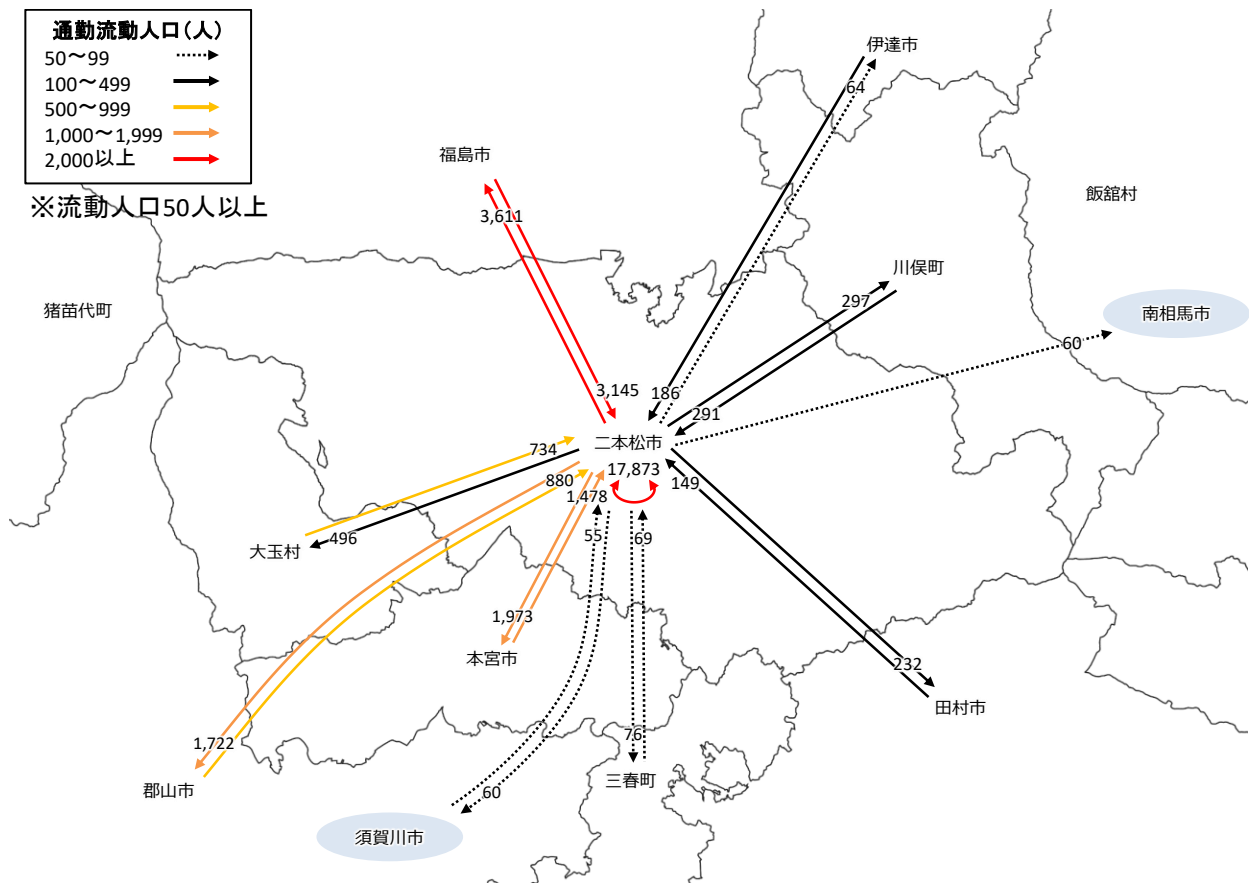 通勤流動人口(人)
50～99
100～499
500～999
1,000～1,999
2,000以上
※流動人口50人以上
伊達市
64
福島市
3,611
飯舘村
川俣町
297
猪苗代町
南相馬市
60
3,145
186
291
二本松市
734
17,873
880
149
1,478
496
55
69
大玉村
1,973
本宮市
232
田村市
1,722
76
郡山市
三春町
60
須賀川市